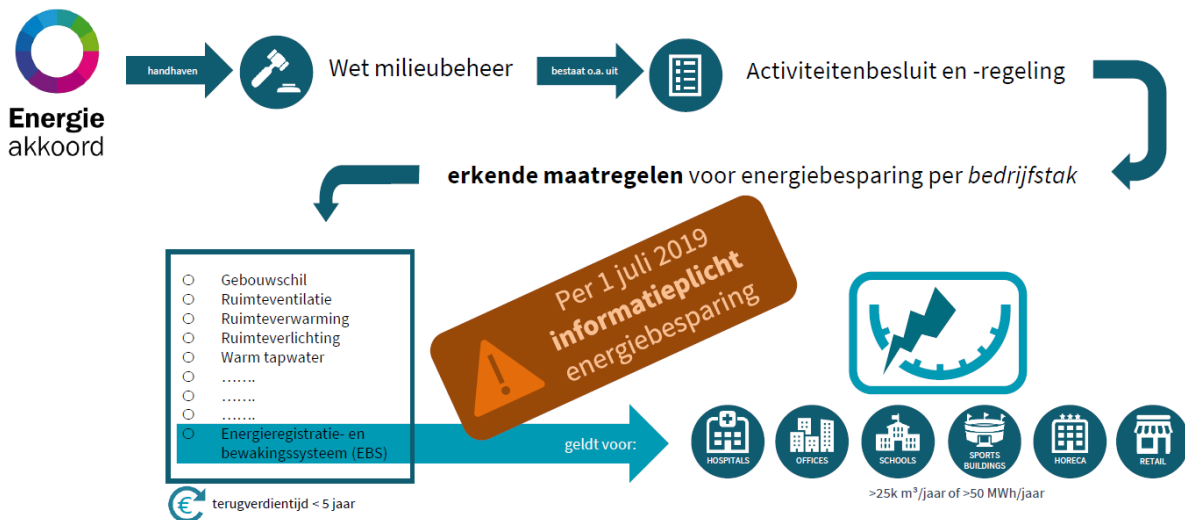 Energie
akkoord
handhaven
Wet milieubeheer
bestaat o.a. uit
Activiteitenbesluit en -regeling
erkende maatregelen voor energiebesparing per bedrijfstak
Per 1 juli 2019
informatieplicht
energiebesparing
Gebouwschil
Ruimteventilatie
Ruimteverwarming
Ruimteverlichting
Warm tapwater
.......
.......
.......
Energieregistratie- en
bewakingssysteem (EBS)
geldt voor:
HOSPITALS
OFFICES
SCHOOLS
SPORTS
BUILDINGS
HORECA
RETAIL
>25k m³/jaar of >50 MWh/jaar
€ terugverdientijd < 5 jaar